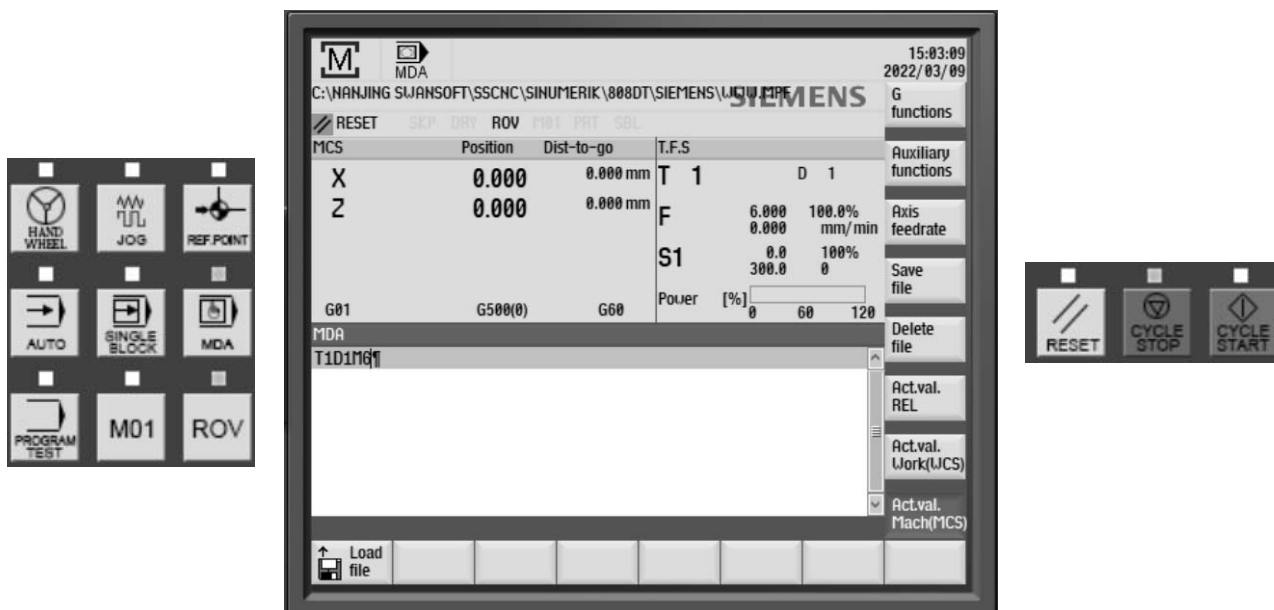 HAND
WHEEL
JOG
REF.POINT
AUTO
SINGLE
BLOCK
MDA
PROGRAM
TEST
M01
ROV
M
MDA
15:03:09
2022/03/09
C:\NANJING SWANSOFT\SSCNC\SINUMERIK\808DT\SIEMENS\WWW.MPF
SIEMENS
RESET SKP DRY ROV M01 PRT SBL
MCS Position Dist-to-go T.F.S
X 0.000 0.000 mm T 1 D 1
Z 0.000 0.000 mm
F 6.000 100.0%
0.000 mm/min
S1 0.0 100%
300.0 0
Power [%]
0 60 120
G01 G500(0) G60
MDA
T1D1M6¶
G
functions
Auxiliary
functions
Axis
feedrate
Save
file
Delete
file
Act.val.
REL
Act.val.
Work(WCS)
Act.val.
Mach(MCS)
Load
file
RESET
CYCLE
STOP
CYCLE
START